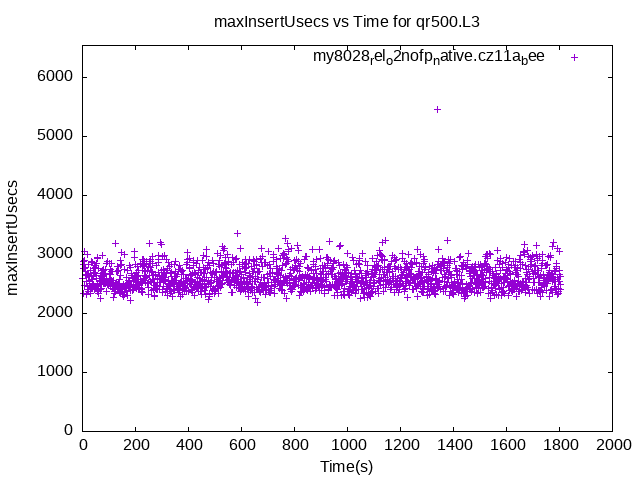 maxInsertUsecs vs Time for qr500.L3
my8028relo2nofpnative.cz11abee
6000
5000
4000
3000
2000
1000
0
maxInsertUsecs
0 200 400 600 800 1000 1200 1400 1600 1800 2000
Time(s)